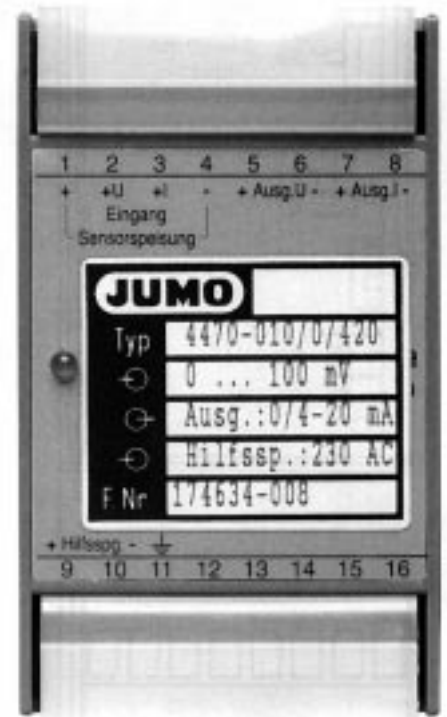 1 2 3 4 5 6 7 8
+ +U +I - + Ausg.U - + Ausg.I -
Eingang
Sensorspeisung
JUMO
Typ 4470-010/0/420
0 ... 100 mV
Ausg.:0/4-20 mA
Hilfssp.:230 AC
F.Nr 174634-008
+ Hilfsspg -
9 10 11 12 13 14 15 16